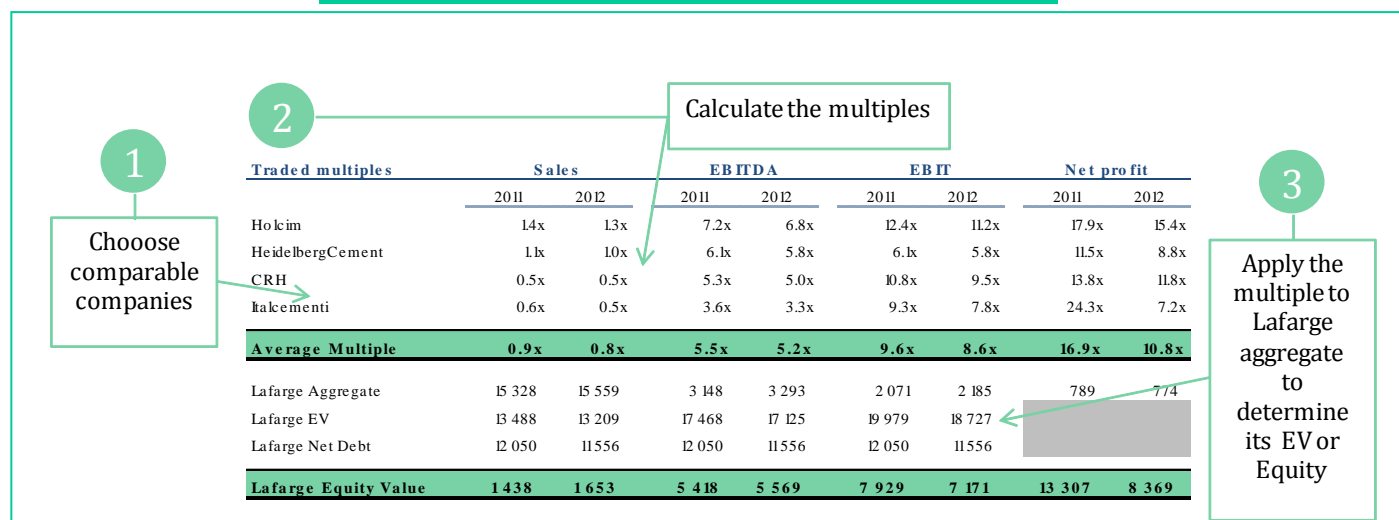 2
Calculate the multiples
1
Chooose
comparable
companies
3
Apply the
multiple to
Lafarge
aggregate
to
determine
its EV or
Equity
Traded multiples Sales EBITDA EBIT Net profit
2011 2012 2011 2012 2011 2012 2011 2012
Holcim 1.4x 1.3x 7.2x 6.8x 12.4x 11.2x 17.9x 15.4x
HeidelbergCement 1.1x 1.0x 6.1x 5.8x 6.1x 5.8x 11.5x 8.8x
CRH 0.5x 0.5x 5.3x 5.0x 10.8x 9.5x 13.8x 11.8x
Italcementi 0.6x 0.5x 3.6x 3.3x 9.3x 7.8x 24.3x 7.2x
Average Multiple 0.9x 0.8x 5.5x 5.2x 9.6x 8.6x 16.9x 10.8x
Lafarge Aggregate 15 328 15 559 3 148 3 293 2 071 2 185 789 774
Lafarge EV 13 488 13 209 17 468 17 125 19 979 18 727
Lafarge Net Debt 12 050 11 556 12 050 11 556 12 050 11 556
Lafarge Equity Value 1 438 1 653 5 418 5 569 7 929 7 171 13 307 8 369